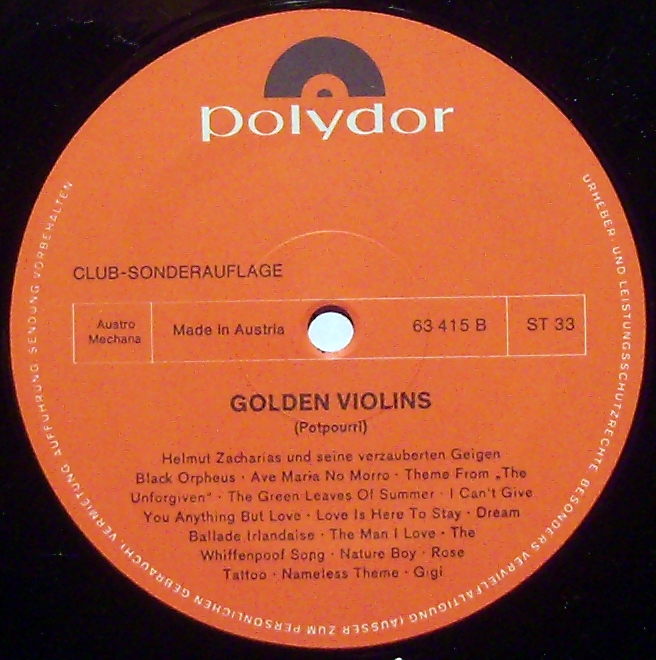 polydor
CLUB-SONDERAUFLAGE
Austro
Mechana
Made in Austria
63 415 B
ST 33
GOLDEN VIOLINS
(Potpourri)
Helmut Zacharias und seine verzauberten Geigen
Black Orpheus · Ave Maria No Morro · Theme From „The
Unforgiven“ · The Green Leaves Of Summer · I Can't Give
You Anything But Love · Love Is Here To Stay · Dream
Ballade Irlandaise · The Man I Love · The
Whiffenpoof Song · Nature Boy · Rose
Tattoo · Nameless Theme · Gigi
URHEBER- UND LEISTUNGSSCHUTZRECHTE, BESONDERS VERVIELFÄLTIGUNG (AUSSER ZUM PERSÖNLICHEN GEBRAUCH) VERMIETUNG AUFFÜHRUNG SENDUNG VORBEHALTEN